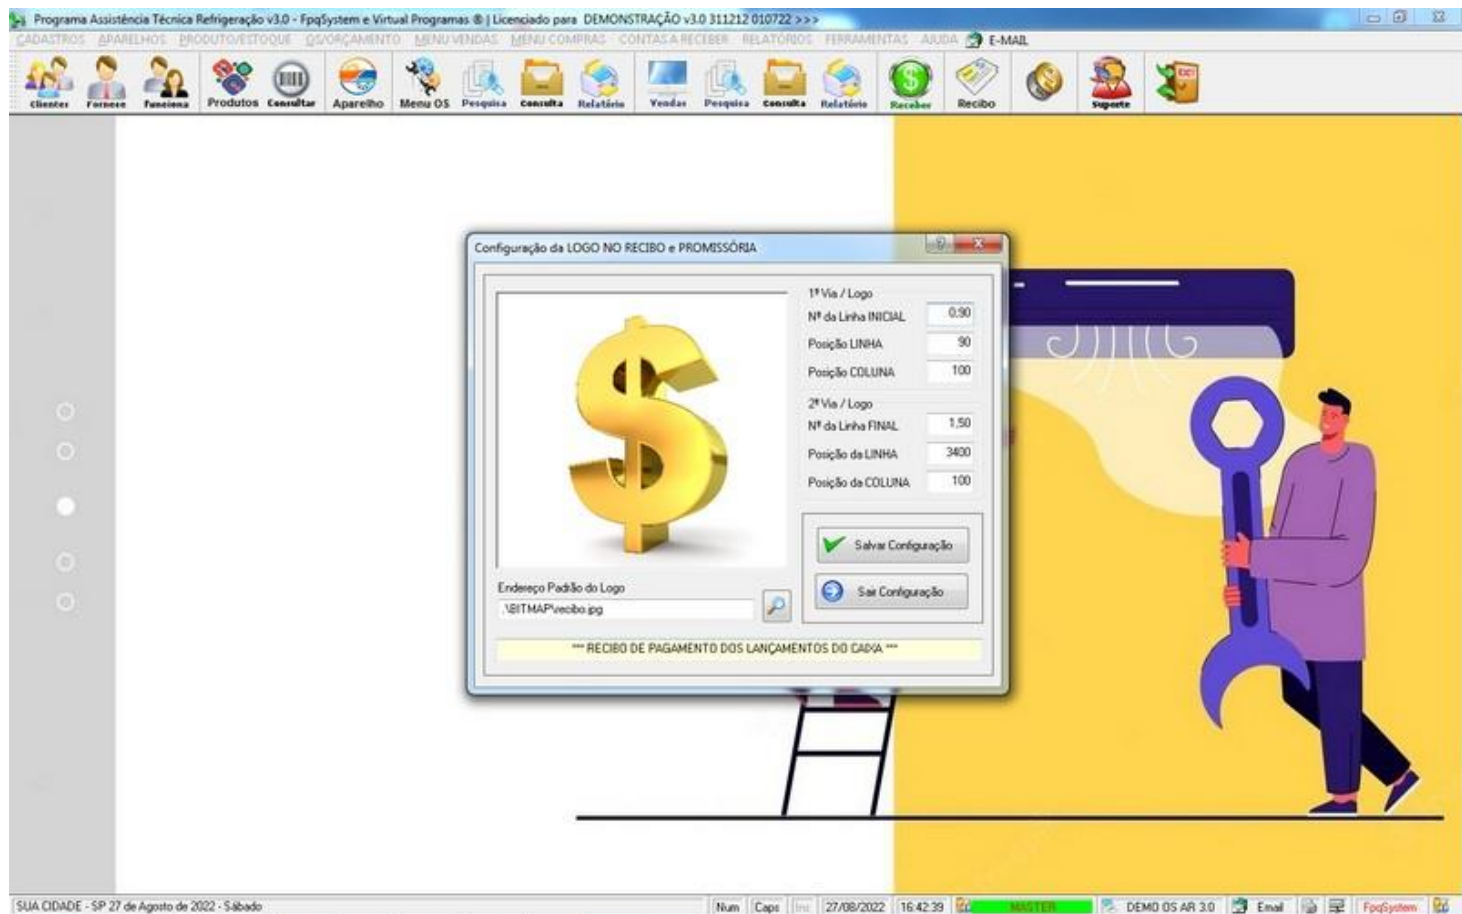 Programa Assistência Técnica Refrigeração v3.0 - FpqSystem e Virtual Programas ® | Licenciado para DEMONSTRAÇÃO v3.0 311212 010722 >>>
CADASTROS APARELHOS PRODUTO/ESTOQUE OS/ORÇAMENTO MENU VENDAS MENU COMPRAS CONTAS A RECEBER RELATÓRIOS FERRAMENTAS AJUDA E-MAIL
Clientes Fornece Funciona Produtos Consultar Aparelho Menu OS Pesquisa Consulta Relatório Vendas Pesquisa Consulta Relatório Receber Recibo Suporte
EXIT
Configuração da LOGO NO RECIBO e PROMISSÓRIA
1ª Via / Logo
Nª da Linha INICIAL 0,90
Posição LINHA 90
Posição COLUNA 100
2ª Via / Logo
Nª da Linha FINAL 1,50
Posição da LINHA 3400
Posição da COLUNA 100
Salvar Configuração
Sair Configuração
Endereço Padrão do Logo
.\BITMAP\recibo.jpg
*** RECIBO DE PAGAMENTO DOS LANÇAMENTOS DO CAIXA ***
SUA CIDADE - SP 27 de Agosto de 2022 - Sábado Num Caps Ins 27/08/2022 16:42:39 MASTER DEMO OS AR 3.0 Email FpqSystem